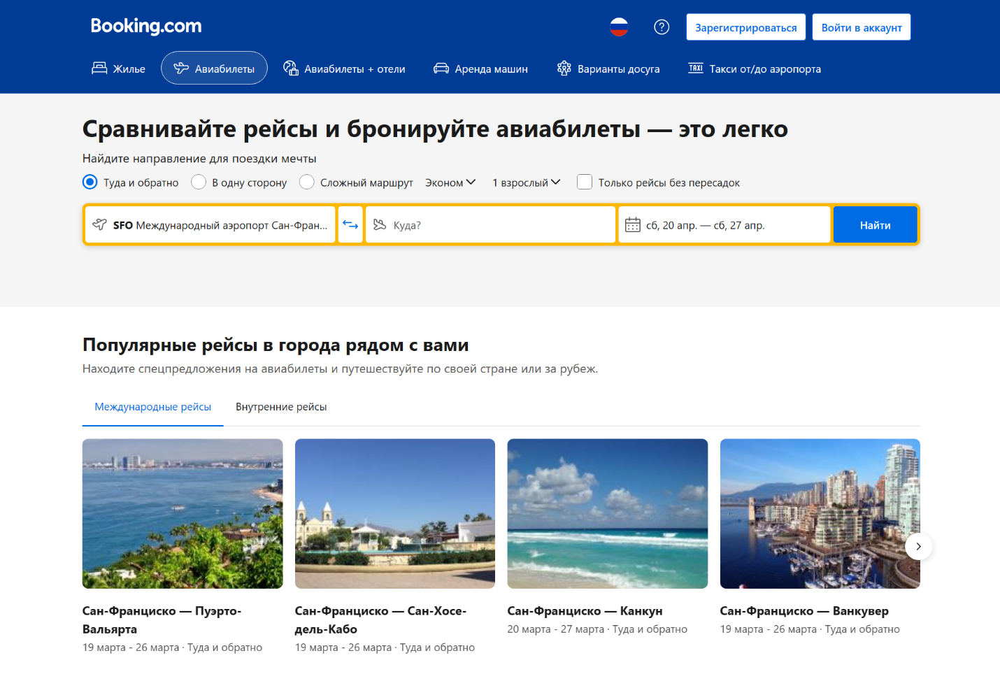 Booking.com
Зарегистрироваться
Войти в аккаунт
Жилье
Авиабилеты
Авиабилеты + отели
Аренда машин
Варианты досуга
TAXI
Такси от/до аэропорта
Сравнивайте рейсы и бронируйте авиабилеты — это легко
Найдите направление для поездки мечты
Туда и обратно
В одну сторону
Сложный маршрут
Эконом
1 взрослый
Только рейсы без пересадок
SFO Международный аэропорт Сан-Фран...
Куда?
сб, 20 апр. — сб, 27 апр.
Найти
Популярные рейсы в города рядом с вами
Находите спецпредложения на авиабилеты и путешествуйте по своей стране или за рубеж.
Международные рейсы
Внутренние рейсы
Сан-Франциско — Пуэрто-
Вальярта
19 марта - 26 марта · Туда и обратно
Сан-Франциско — Сан-Хосе-
дель-Кабо
19 марта - 26 марта · Туда и обратно
Сан-Франциско — Канкун
20 марта - 27 марта · Туда и обратно
Сан-Франциско — Ванкувер
19 марта - 26 марта · Туда и обратно